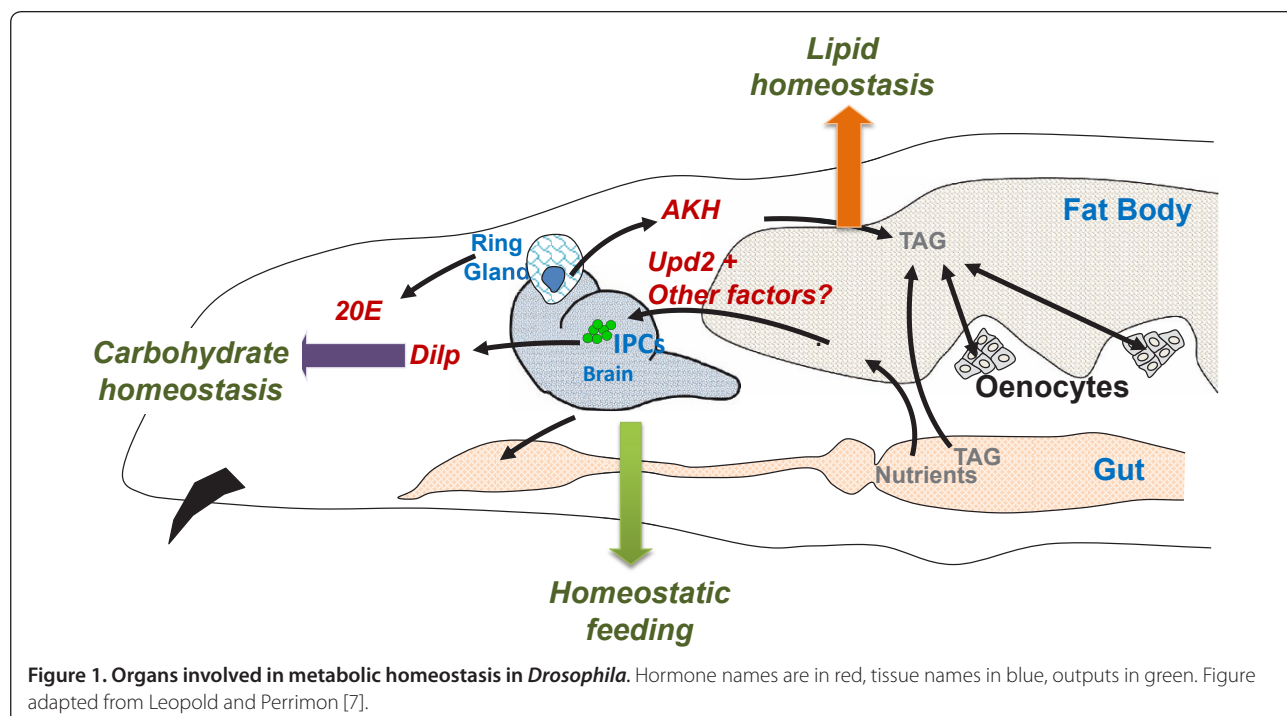 Lipid
homeostasis
AKH
Fat Body
Ring
Gland
TAG
Upd2 +
Other factors?
20E
Carbohydrate
homeostasis
Dilp
IPCs
Brain
Oenocytes
TAG
Nutrients
Gut
Homeostatic
feeding
Figure 1. Organs involved in metabolic homeostasis in Drosophila. Hormone names are in red, tissue names in blue, outputs in green. Figure
adapted from Leopold and Perrimon [7].